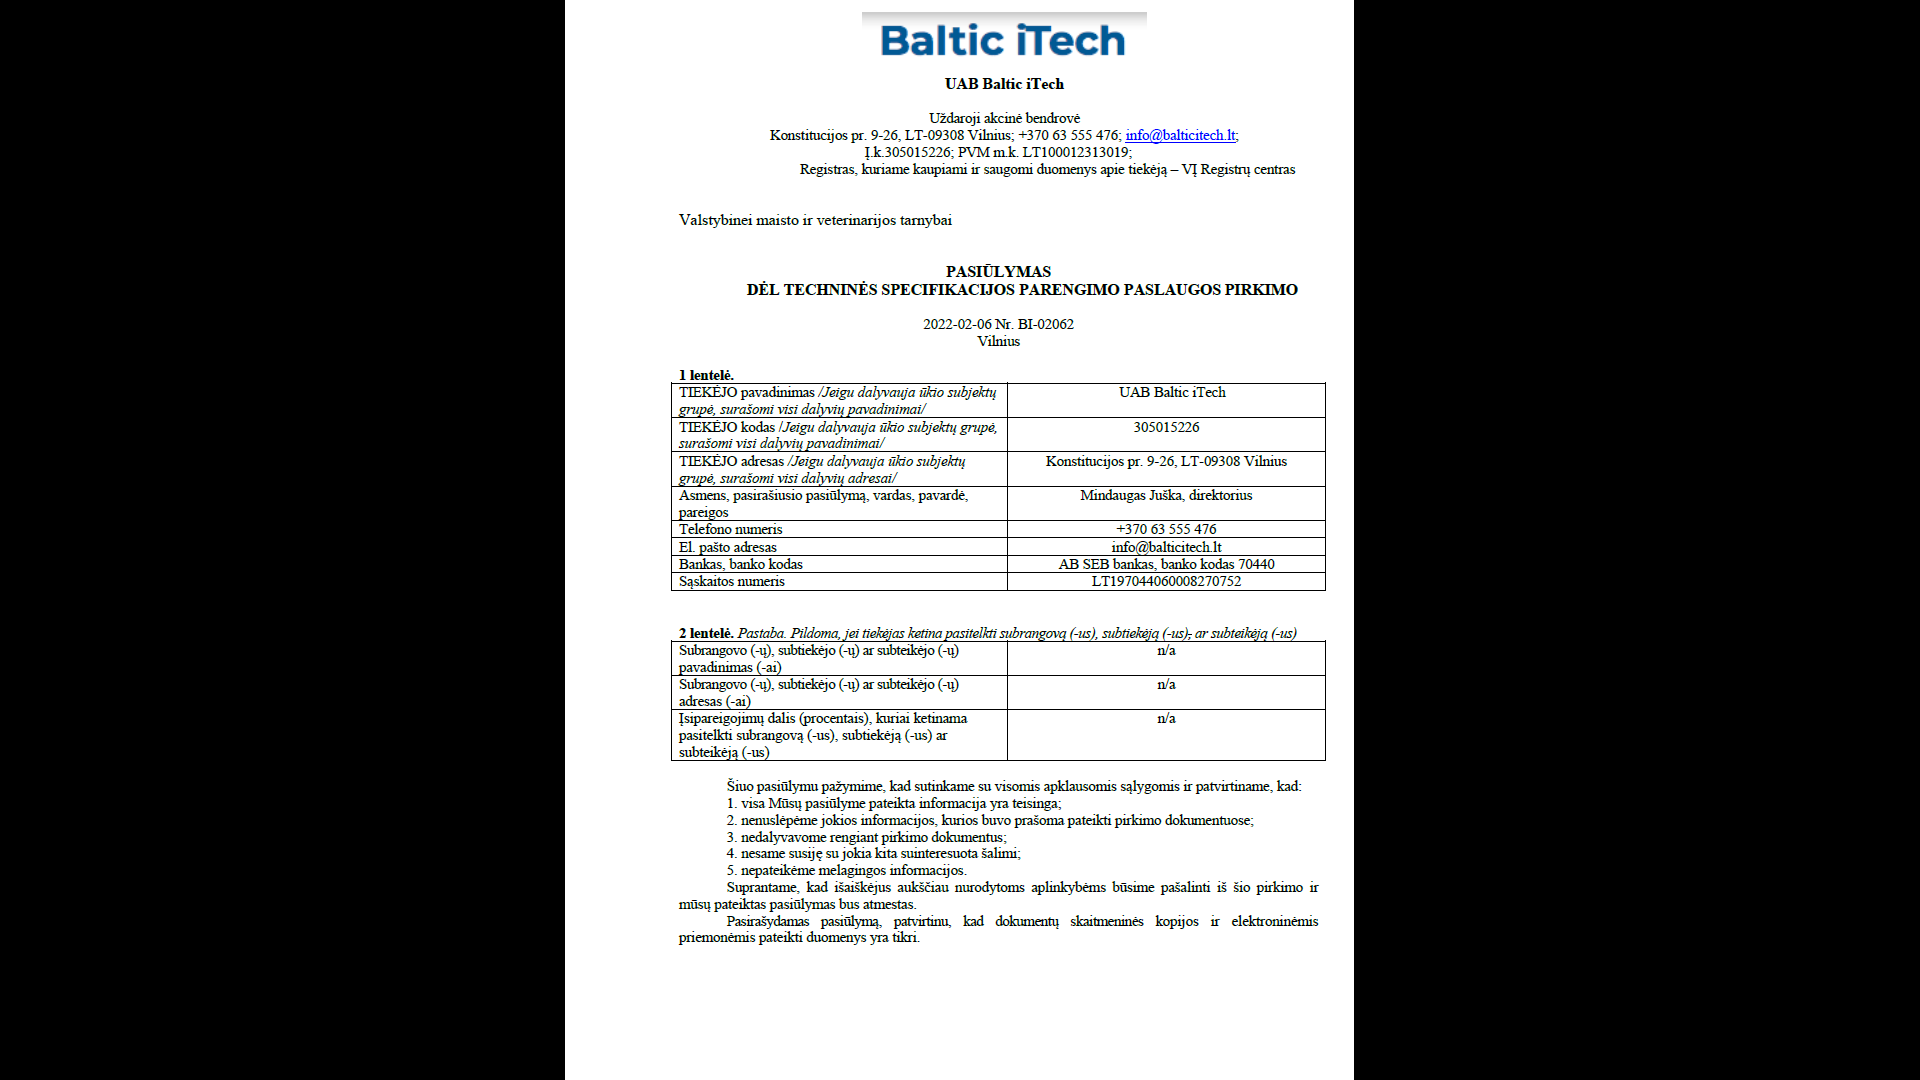 Baltic iTech
UAB Baltic iTech
Uždaroji akcinė bendrovė
Konstitucijos pr. 9-26, LT-09308 Vilnius; +370 63 555 476; info@balticitech.lt;
Į.k.305015226; PVM m.k. LT100012313019;
Registras, kuriame kaupiami ir saugomi duomenys apie tiekėją – VĮ Registrų centras
Valstybinei maisto ir veterinarijos tarnybai
PASIŪLYMAS
DĖL TECHNINĖS SPECIFIKACIJOS PARENGIMO PASLAUGOS PIRKIMO
2022-02-06 Nr. BI-02062
Vilnius
1 lentelė.
TIEKĖJO pavadinimas /Jeigu dalyvauja ūkio subjektų
grupė, surašomi visi dalyvių pavadinimai/
UAB Baltic iTech
TIEKĖJO kodas /Jeigu dalyvauja ūkio subjektų grupė,
surašomi visi dalyvių pavadinimai/
305015226
TIEKĖJO adresas /Jeigu dalyvauja ūkio subjektų
grupė, surašomi visi dalyvių adresai/
Konstitucijos pr. 9-26, LT-09308 Vilnius
Asmens, pasirašiusio pasiūlymą, vardas, pavardė,
pareigos
Mindaugas Juška, direktorius
Telefono numeris
+370 63 555 476
El. pašto adresas
info@balticitech.lt
Bankas, banko kodas
AB SEB bankas, banko kodas 70440
Sąskaitos numeris
LT197044060008270752
2 lentelė. Pastaba. Pildoma, jei tiekėjas ketina pasitelkti subrangovą (-us), subtiekėją (-us), ar subteikėją (-us)
Subrangovo (-ų), subtiekėjo (-ų) ar subteikėjo (-ų)
pavadinimas (-ai)
n/a
Subrangovo (-ų), subtiekėjo (-ų) ar subteikėjo (-ų)
adresas (-ai)
n/a
Įsipareigojimų dalis (procentais), kuriai ketinama
pasitelkti subrangovą (-us), subtiekėją (-us) ar
subteikėją (-us)
n/a
Šiuo pasiūlymu pažymime, kad sutinkame su visomis apklausomis sąlygomis ir patvirtiname, kad:
1. visa Mūsų pasiūlyme pateikta informacija yra teisinga;
2. nenuslėpėme jokios informacijos, kurios buvo prašoma pateikti pirkimo dokumentuose;
3. nedalyvavome rengiant pirkimo dokumentus;
4. nesame susiję su jokia kita suinteresuota šalimi;
5. nepateikėme melagingos informacijos.
Suprantame, kad išaiškėjus aukščiau nurodytoms aplinkybėms būsime pašalinti iš šio pirkimo ir
mūsų pateiktas pasiūlymas bus atmestas.
Pasirašydamas pasiūlymą, patvirtinu, kad dokumentų skaitmeninės kopijos ir elektroninėmis
priemonėmis pateikti duomenys yra tikri.